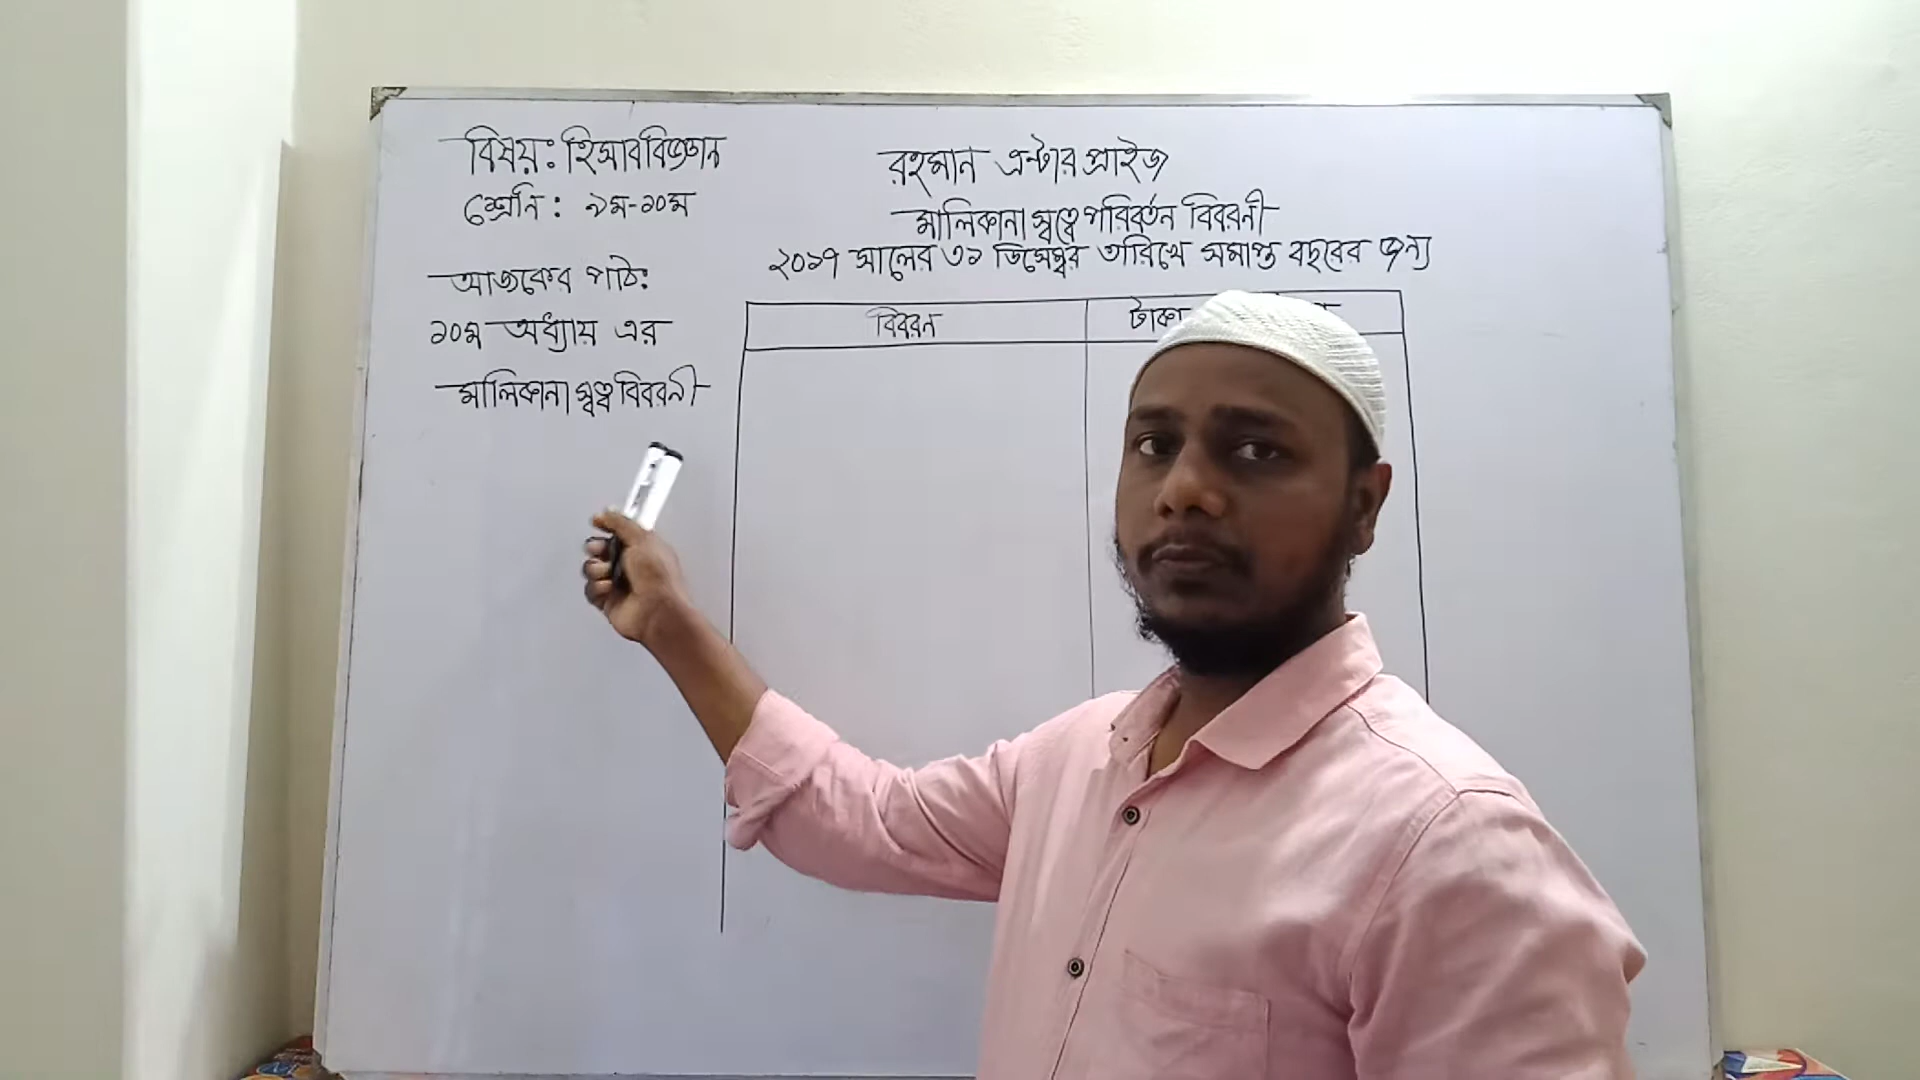 বিষয়: হিসাববিজ্ঞান
শ্রেনি: ৯ম-১০ম
আজকের পাঠ:
১০ম অধ্যায় এর
মালিকানা স্বত্ব বিবরনী
রহমান এন্টারপ্রাইজ
মালিকানা স্বত্বে পরিবর্তন বিবরনী
২০১৭ সালের ৩১ ডিসেম্বর তারিখে সমাপ্ত বছরের জন্য
বিবরন টাকা